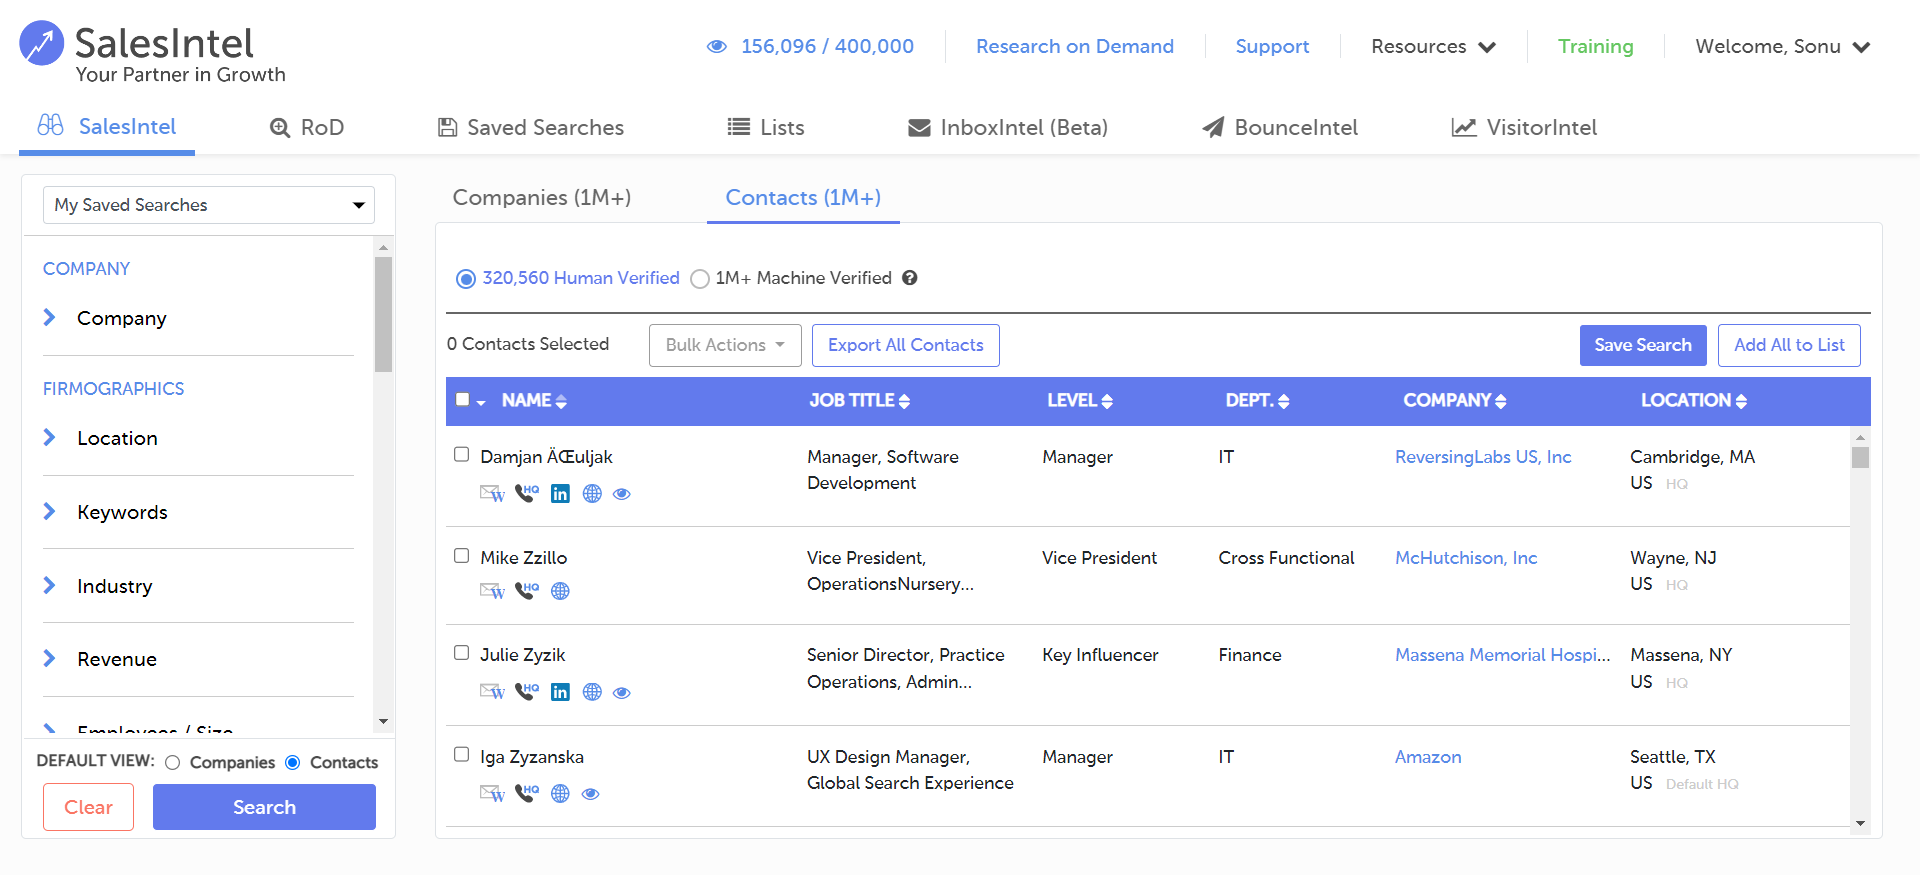 SalesIntel
Your Partner in Growth
156,096 / 400,000
Research on Demand
Support
Resources
Training
Welcome, Sonu
SalesIntel
RoD
Saved Searches
Lists
InboxIntel (Beta)
BounceIntel
VisitorIntel
My Saved Searches
COMPANY
Company
FIRMOGRAPHICS
Location
Keywords
Industry
Revenue
Employees / Size
DEFAULT VIEW: Companies Contacts
Clear Search
Companies (1M+) Contacts (1M+)
320,560 Human Verified 1M+ Machine Verified ?
0 Contacts Selected Bulk Actions Export All Contacts Save Search Add All to List
NAME JOB TITLE LEVEL DEPT. COMPANY LOCATION
Damjan ÄŒuljak Manager, Software Manager IT ReversingLabs US, Inc Cambridge, MA
W HQ in Development US HQ
Mike Zzillo Vice President, Vice President Cross Functional McHutchison, Inc Wayne, NJ
W HQ OperationsNursery... US HQ
Julie Zyzik Senior Director, Practice Key Influencer Finance Massena Memorial Hospi... Massena, NY
W HQ in Operations, Admin... US HQ
Iga Zyzanska UX Design Manager, Manager IT Amazon Seattle, TX
W HQ Global Search Experience US Default HQ